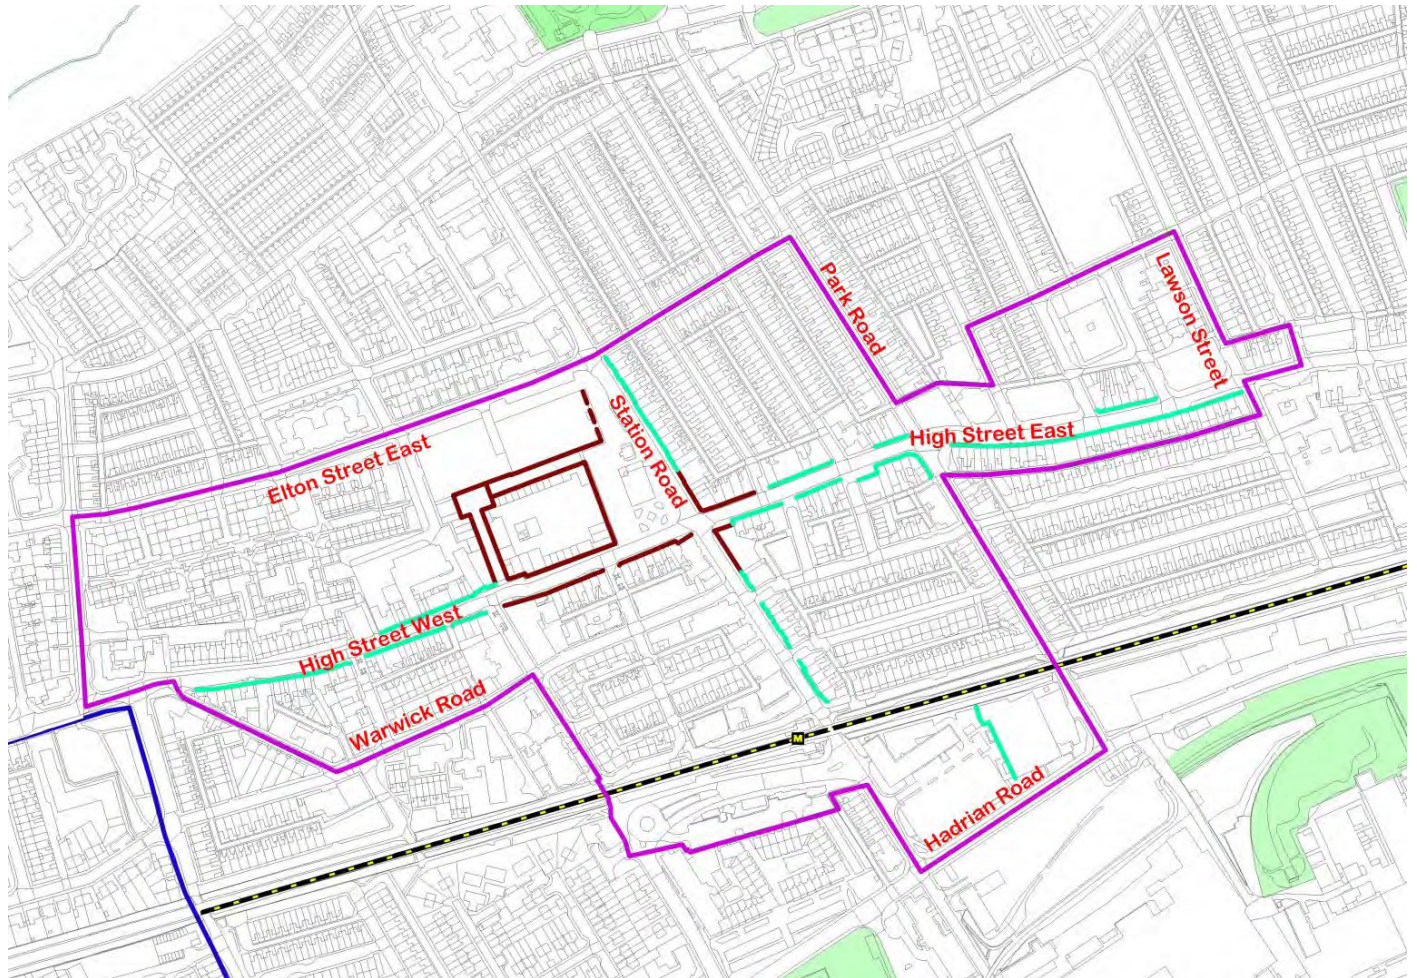 Park Road
Lawson Street
Station Road
High Street East
Elton Street East
High Street West
Warwick Road
M
Hadrian Road